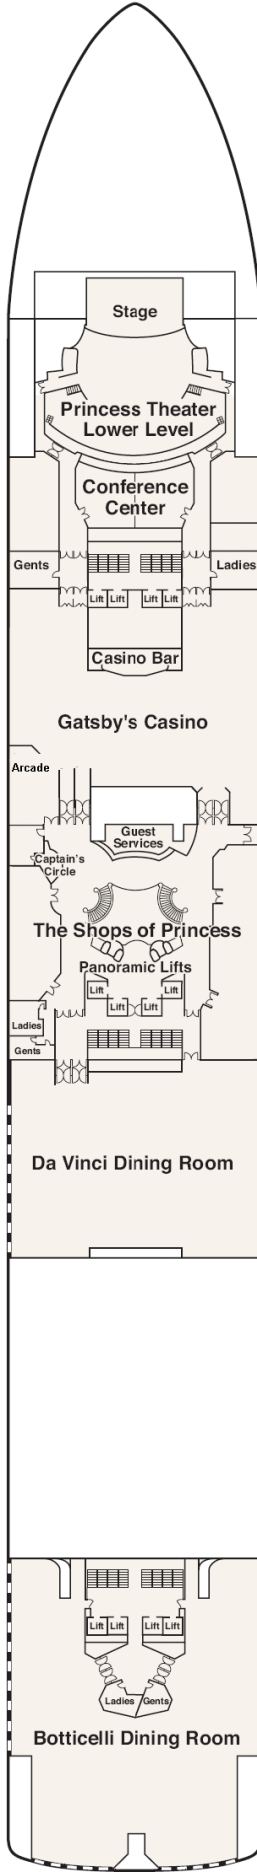 Stage
Princess Theater
Lower Level
Conference
Center
Gents
Ladies
Lift Lift Lift Lift
Casino Bar
Gatsby's Casino
Arcade
Guest
Services
Captain's
Circle
The Shops of Princess
Panoramic Lifts
Lift Lift
Lift Lift
Ladies
Gents
Da Vinci Dining Room
Lift Lift Lift Lift
Ladies Gents
Botticelli Dining Room